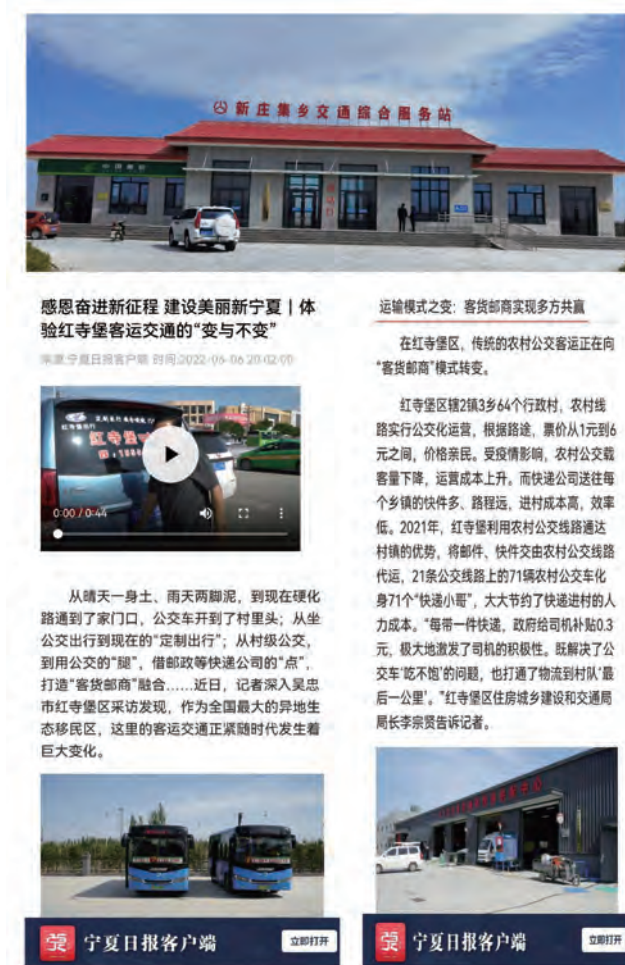 新庄集乡交通综合服务站
中国邮政
感恩奋进新征程 建设美丽新宁夏|体
验红寺堡客运交通的“变与不变”
来源:宁夏日报客户端 时间:2022-06-06 20:02:00
红寺堡
0:00 / 0:44
从晴天一身土、雨天两脚泥，到现在硬化
路通到了家门口，公交车开到了村里头；从坐
公交出行到现在的“定制出行”；从村级公交，
到用公交的“腿”，借邮政等快递公司的“点”，
打造“客货邮商”融合……近日，记者深入吴忠
市红寺堡区采访发现，作为全国最大的异地生
态移民区，这里的客运交通正紧随时代发生着
巨大变化。
宁夏日报客户端
立即打开
运输模式之变：客货邮商实现多方共赢
在红寺堡区，传统的农村公交客运正在向
“客货邮商”模式转变。
红寺堡区辖2镇3乡64个行政村，农村线
路实行公交化运营，根据路途，票价从1元到6
元之间，价格亲民。受疫情影响，农村公交载
客量下降，运营成本上升。而快递公司送往每
个乡镇的快件多、路程远，进村成本高，效率
低。2021年，红寺堡利用农村公交线路通达
村镇的优势，将邮件、快件交由农村公交线路
代运，21条公交线路上的71辆农村公交车化
身71个“快递小哥”，大大节约了快递进村的人
力成本。“每带一件快递，政府给司机补贴0.3
元，极大地激发了司机的积极性。既解决了公
交车‘吃不饱’的问题，也打通了物流到村队‘最
后一公里’。”红寺堡区住房城乡建设和交通局
局长李宗贤告诉记者。
宁夏日报客户端
立即打开